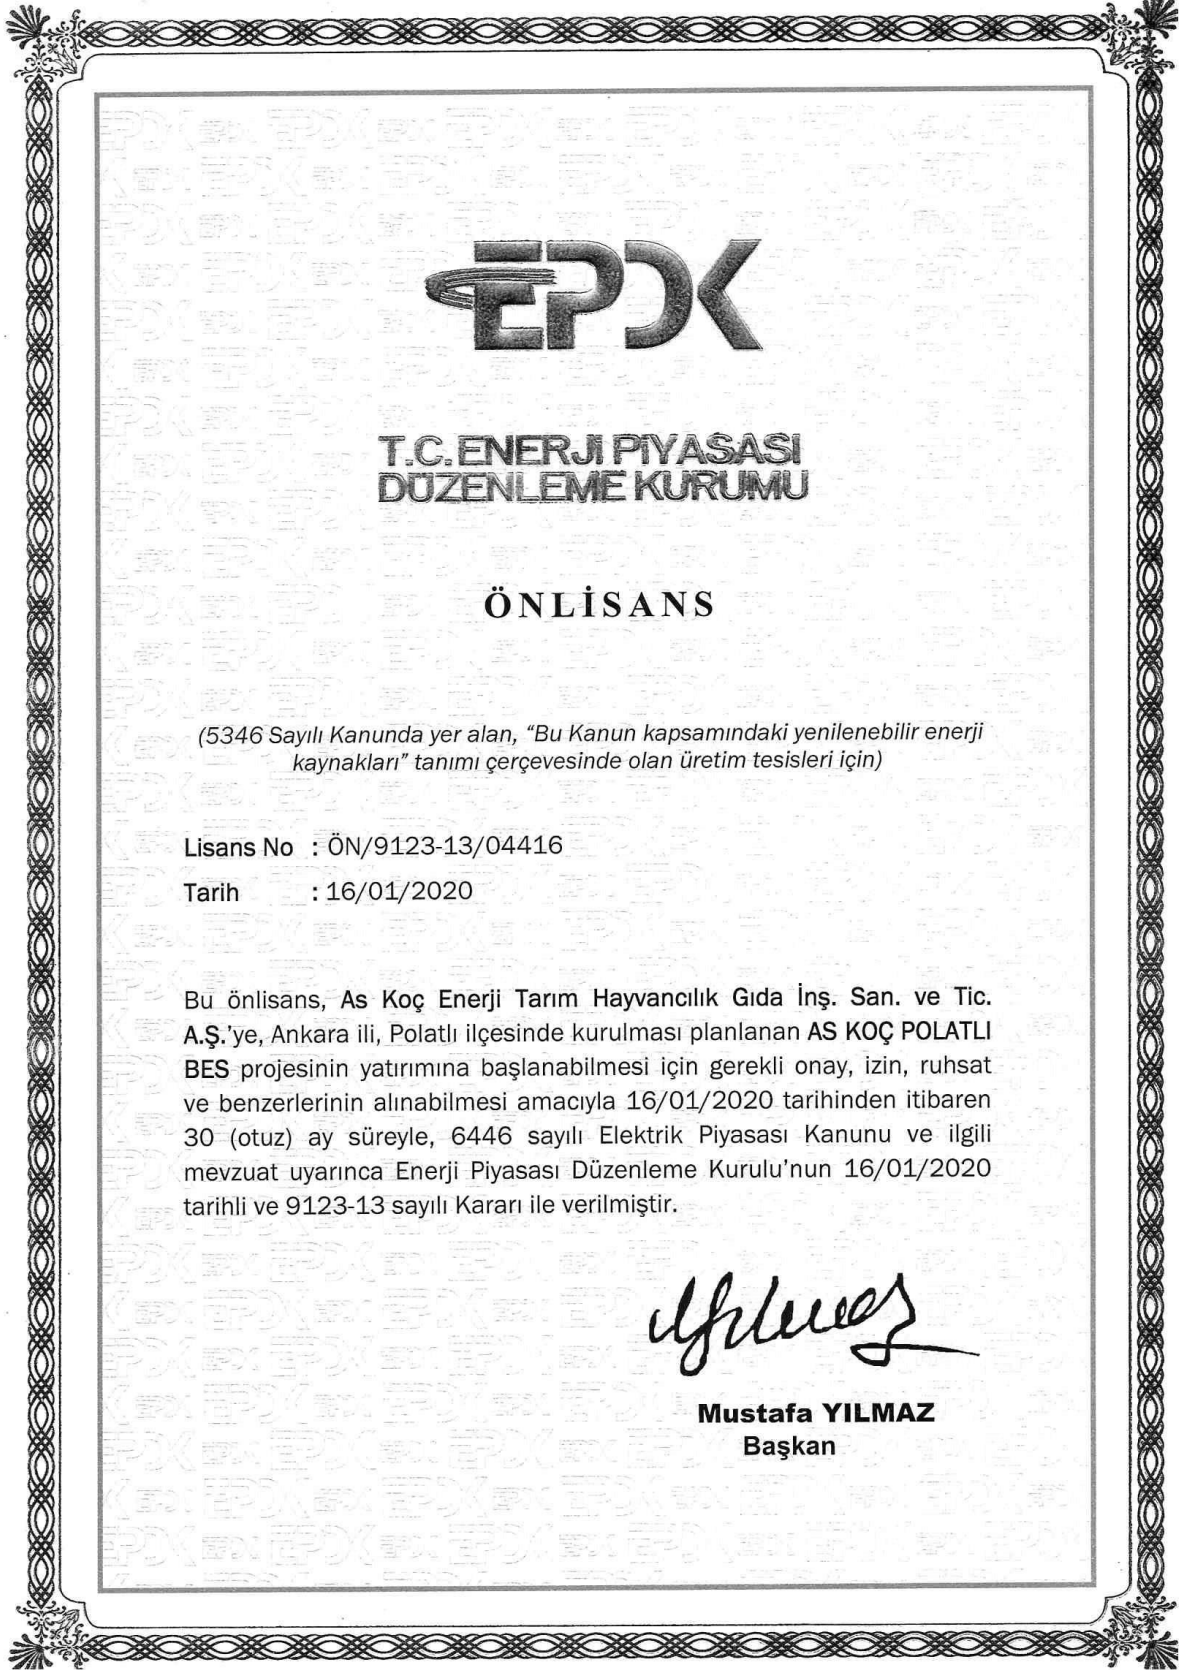 EPDK
T.C. ENERJİ PİYASASI
DÜZENLEME KURUMU
ÖNLİSANS
(5346 Sayılı Kanunda yer alan, "Bu Kanun kapsamındaki yenilenebilir enerji
kaynakları" tanımı çerçevesinde olan üretim tesisleri için)
Lisans No : ÖN/9123-13/04416
Tarih : 16/01/2020
Bu önlisans, As Koç Enerji Tarım Hayvancılık Gıda İnş. San. ve Tic.
A.Ş.'ye, Ankara ili, Polatlı ilçesinde kurulması planlanan AS KOÇ POLATLI
BES projesinin yatırımına başlanabilmesi için gerekli onay, izin, ruhsat
ve benzerlerinin alınabilmesi amacıyla 16/01/2020 tarihinden itibaren
30 (otuz) ay süreyle, 6446 sayılı Elektrik Piyasası Kanunu ve ilgili
mevzuat uyarınca Enerji Piyasası Düzenleme Kurulu'nun 16/01/2020
tarihli ve 9123-13 sayılı Kararı ile verilmiştir.
Mustafa YILMAZ
Başkan